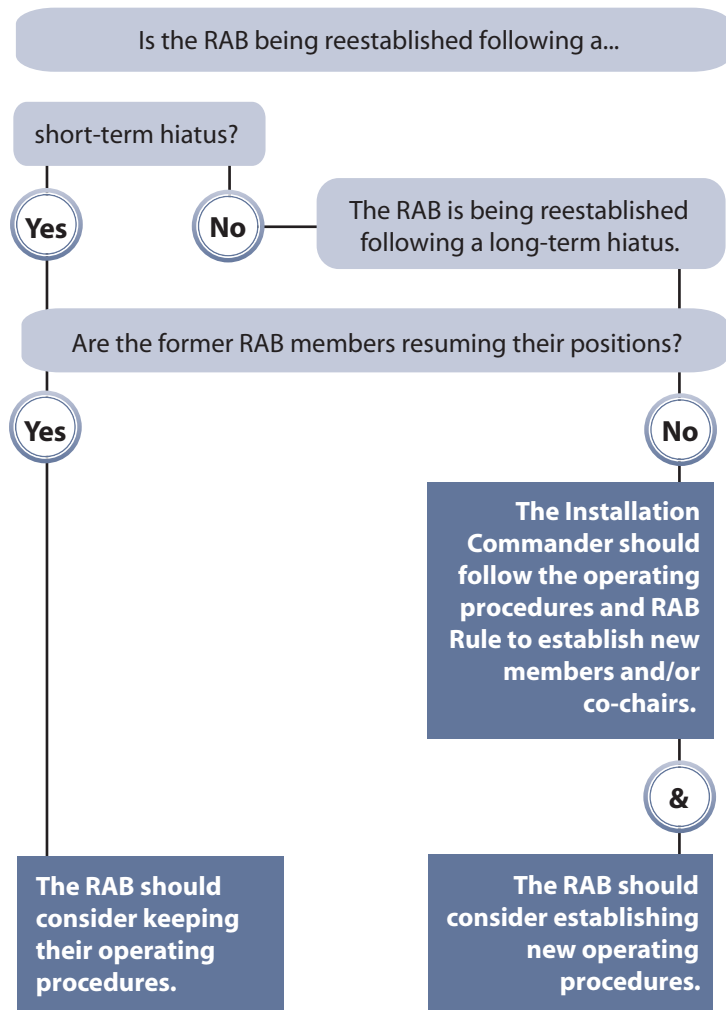 Is the RAB being reestablished following a...
short-term hiatus?
Yes
No
The RAB is being reestablished
following a long-term hiatus.
Are the former RAB members resuming their positions?
Yes
No
The Installation
Commander should
follow the operating
procedures and RAB
Rule to establish new
members and/or
co-chairs.
&
The RAB should
consider keeping
their operating
procedures.
The RAB should
consider establishing
new operating
procedures.